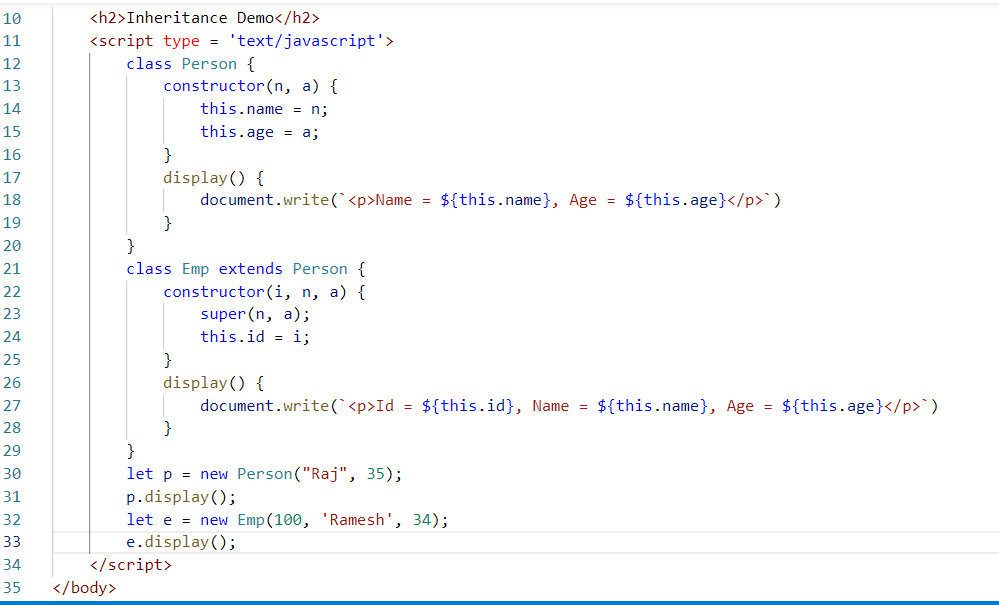 10 <h2>Inheritance Demo</h2>
11 <script type = 'text/javascript'>
12 class Person {
13 constructor(n, a) {
14 this.name = n;
15 this.age = a;
16 }
17 display() {
18 document.write(`<p>Name = ${this.name}, Age = ${this.age}</p>`)
19 }
20 }
21 class Emp extends Person {
22 constructor(i, n, a) {
23 super(n, a);
24 this.id = i;
25 }
26 display() {
27 document.write(`<p>Id = ${this.id}, Name = ${this.name}, Age = ${this.age}</p>`)
28 }
29 }
30 let p = new Person("Raj", 35);
31 p.display();
32 let e = new Emp(100, 'Ramesh', 34);
33 e.display();
34 </script>
35 </body>